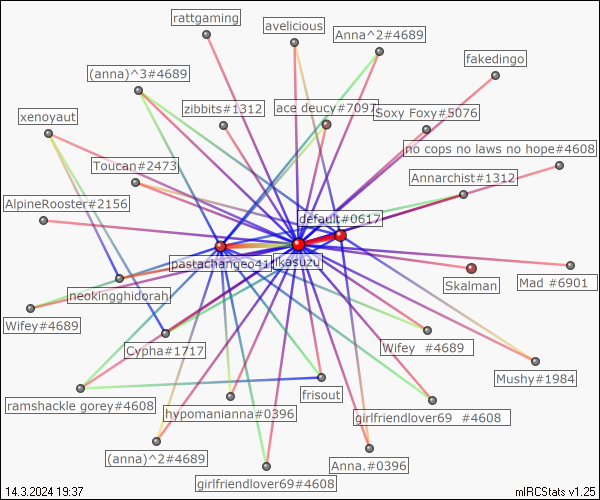 rattgaming
avelicious
Anna^2#4689
fakedingo
(anna)^3#4689
zibbits#1312
ace deucy#7097
Soxy Foxy#5076
xenoyaut
no cops no laws no hope#4608
Toucan#2473
Annarchist#1312
AlpineRooster#2156
default#0617
pastachangeo41
ikasuzu
Skalman
Mad #6901
neokingghidorah
Wifey#4689
Cypha#1717
Wifey #4689
Mushy#1984
frisout
ramshackle gorey#4608
hypomanianna#0396
girlfriendlover69 #4608
(anna)^2#4689
Anna.#0396
girlfriendlover69#4608
14.3.2024 19:37
mIRCStats v1.25